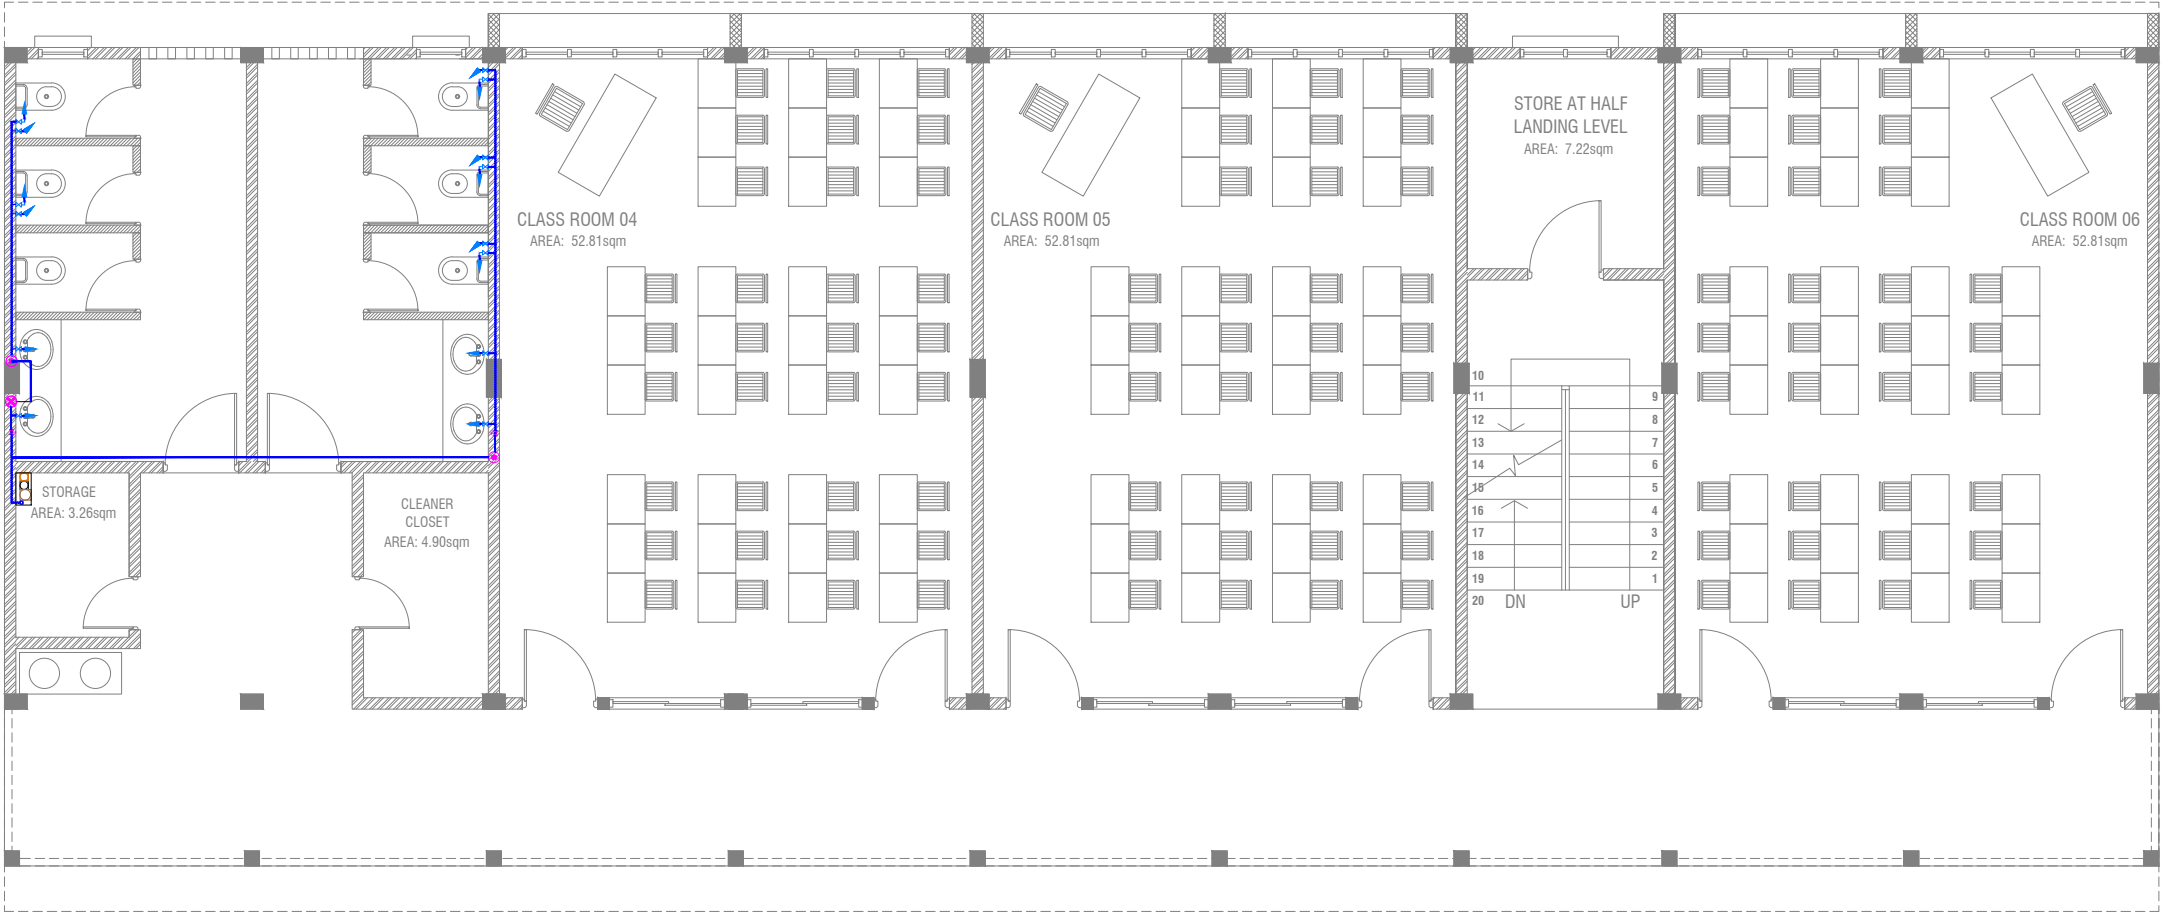 STORE AT HALF
LANDING LEVEL
AREA: 7.22sqm
CLASS ROOM 04
AREA: 52.81sqm
CLASS ROOM 05
AREA: 52.81sqm
CLASS ROOM 06
AREA: 52.81sqm
10
11
12
13
14
15
16
17
18
19
20
9
8
7
6
5
4
3
2
1
DN
UP
STORAGE
AREA: 3.26sqm
CLEANER
CLOSET
AREA: 4.90sqm